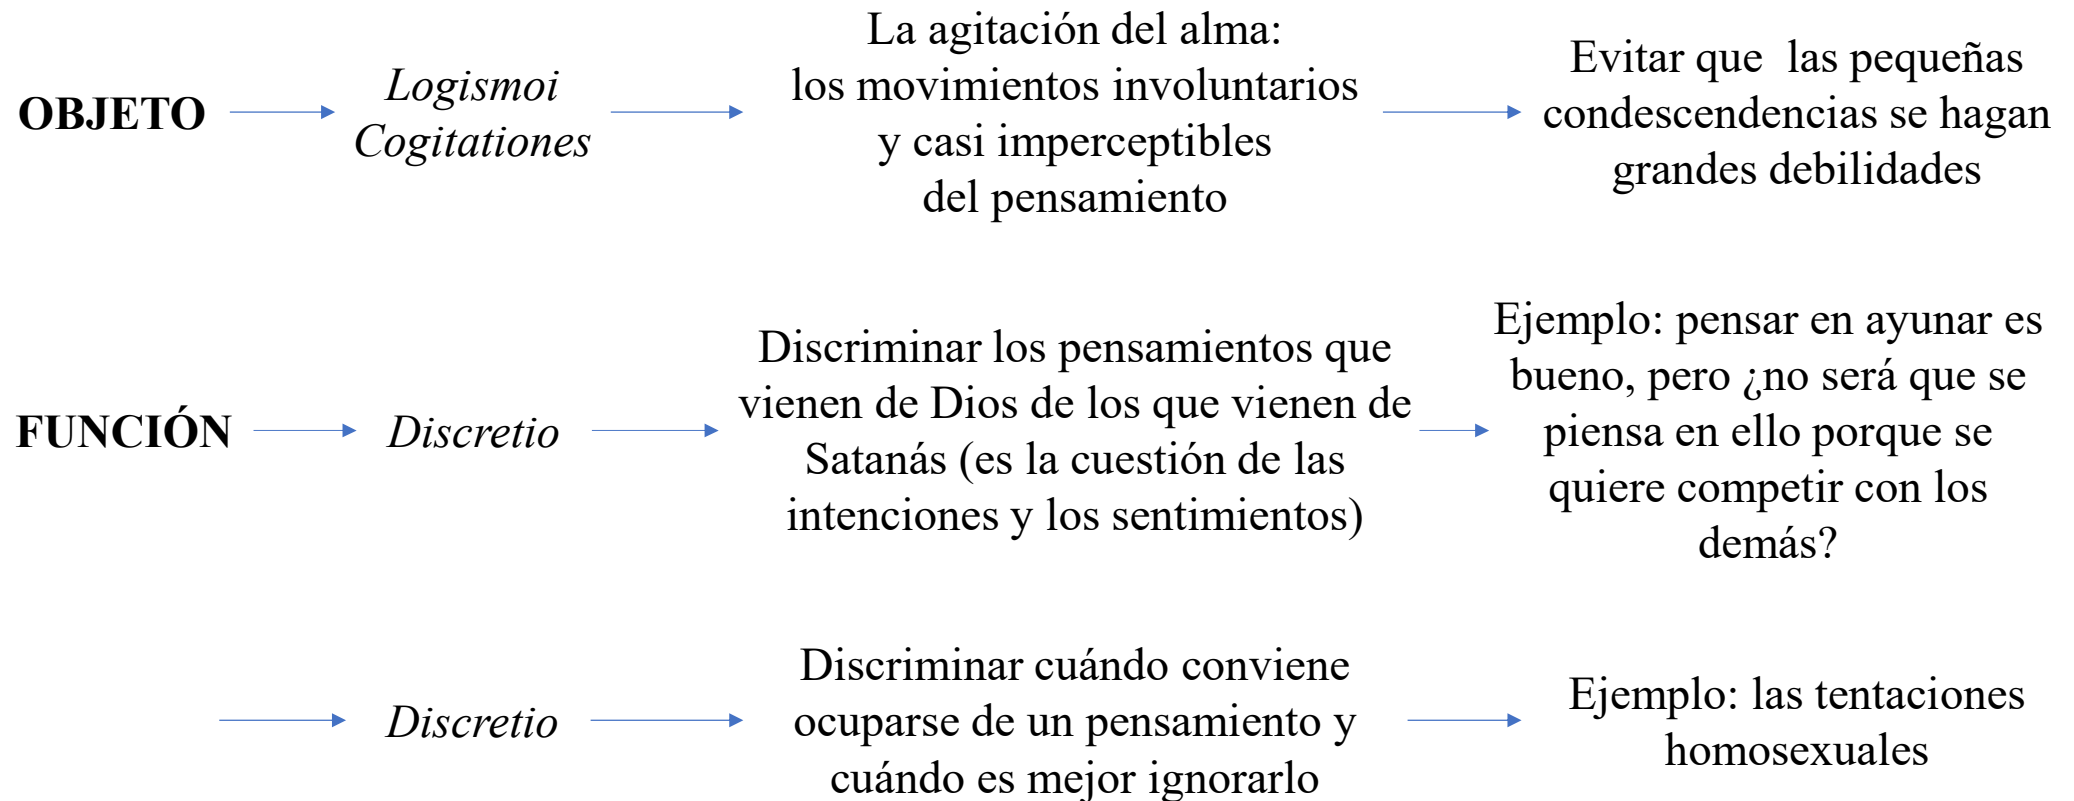 OBJETO
Logismoi
Cogitationes
La agitación del alma:
los movimientos involuntarios
y casi imperceptibles
del pensamiento
Evitar que las pequeñas
condescendencias se hagan
grandes debilidades
FUNCIÓN
Discretio
Discriminar los pensamientos que
vienen de Dios de los que vienen de
Satanás (es la cuestión de las
intenciones y los sentimientos)
Ejemplo: pensar en ayunar es
bueno, pero ¿no será que se
piensa en ello porque se
quiere competir con los
demás?
Discretio
Discriminar cuándo conviene
ocuparse de un pensamiento y
cuándo es mejor ignorarlo
Ejemplo: las tentaciones
homosexuales